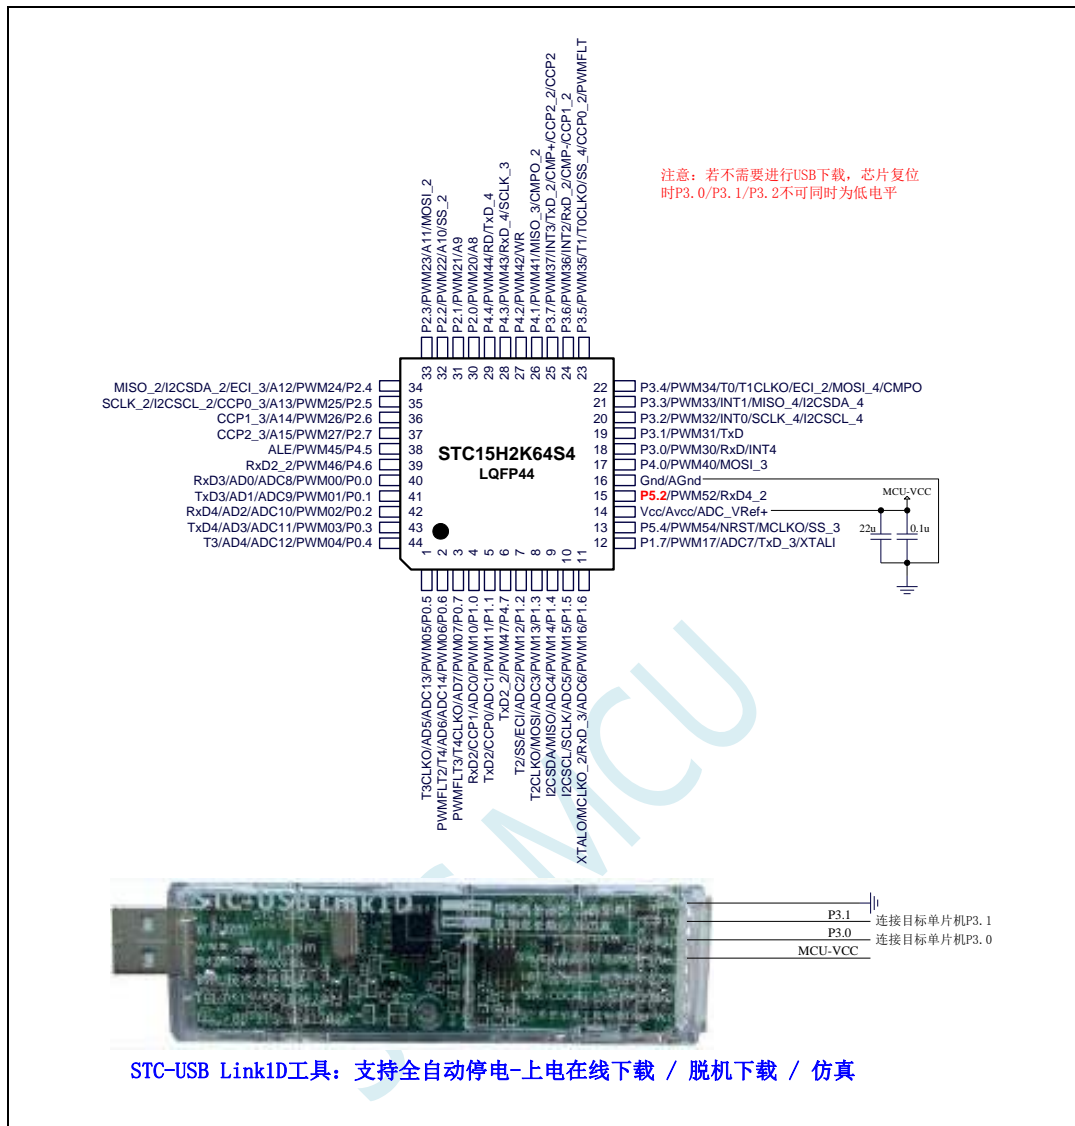 P2.3/PWM23/A11/MOSI_2
P2.2/PWM22/A10/SS_2
P2.1/PWM21/A9
P2.0/PWM20/A8
P4.4/PWM44/RD/TxD_4
P4.3/PWM43/RxD_4/SCLK_3
P4.2/PWM42/WR
P4.1/PWM41/MISO_3/CMPO_2
P3.7/PWM37/INT3/TxD_2/CMP+/CCP2_2/CCP2
P3.6/PWM36/INT2/RxD_2/CMP-/CCP1_2
P3.5/PWM35/T1/T0CLKO/SS_4/CCP0_2/PWMFLT
注意：若不需要进行USB下载，芯片复位
时P3.0/P3.1/P3.2不可同时为低电平
33 32 31 30 29 28 27 26 25 24 23
MISO_2/I2CSDA_2/ECI_3/A12/PWM24/P2.4 34
SCLK_2/I2CSCL_2/CCP0_3/A13/PWM25/P2.5 35
CCP1_3/A14/PWM26/P2.6 36
CCP2_3/A15/PWM27/P2.7 37
ALE/PWM45/P4.5 38
RxD2_2/PWM46/P4.6 39
RxD3/AD0/ADC8/PWM00/P0.0 40
TxD3/AD1/ADC9/PWM01/P0.1 41
RxD4/AD2/ADC10/PWM02/P0.2 42
TxD4/AD3/ADC11/PWM03/P0.3 43
T3/AD4/ADC12/PWM04/P0.4 44
STC15H2K64S4
LQFP44
22 P3.4/PWM34/T0/T1CLKO/ECI_2/MOSI_4/CMPO
21 P3.3/PWM33/INT1/MISO_4/I2CSDA_4
20 P3.2/PWM32/INT0/SCLK_4/I2CSCL_4
19 P3.1/PWM31/TxD
18 P3.0/PWM30/RxD/INT4
17 P4.0/PWM40/MOSI_3
16 Gnd/AGnd
15 P5.2/PWM52/RxD4_2
14 Vcc/Avcc/ADC_VRef+
13 P5.4/PWM54/NRST/MCLKO/SS_3
12 P1.7/PWM17/ADC7/TxD_3/XTALI
MCU-VCC
22u 0.1u
1 2 3 4 5 6 7 8 9 10 11
T3CLKO/AD5/ADC13/PWM05/P0.5
PWMFLT2/T4/AD6/ADC14/PWM06/P0.6
PWMFLT3/T4CLKO/AD7/PWM07/P0.7
RxD2/CCP1/ADC0/PWM10/P1.0
TxD2/CCP0/ADC1/PWM11/P1.1
TxD2_2/PWM47/P4.7
T2/SS/ECI/ADC2/PWM12/P1.2
T2CLKO/MOSI/ADC3/PWM13/P1.3
I2CSDA/MISO/ADC4/PWM14/P1.4
I2CSCL/SCLK/ADC5/PWM15/P1.5
XTALO/MCLKO_2/RxD_3/ADC6/PWM16/P1.6
MCU
STC-USB Link1D
P3.1 连接目标单片机P3.1
P3.0 连接目标单片机P3.0
MCU-VCC
STC-USB Link1D工具：支持全自动停电-上电在线下载 / 脱机下载 / 仿真